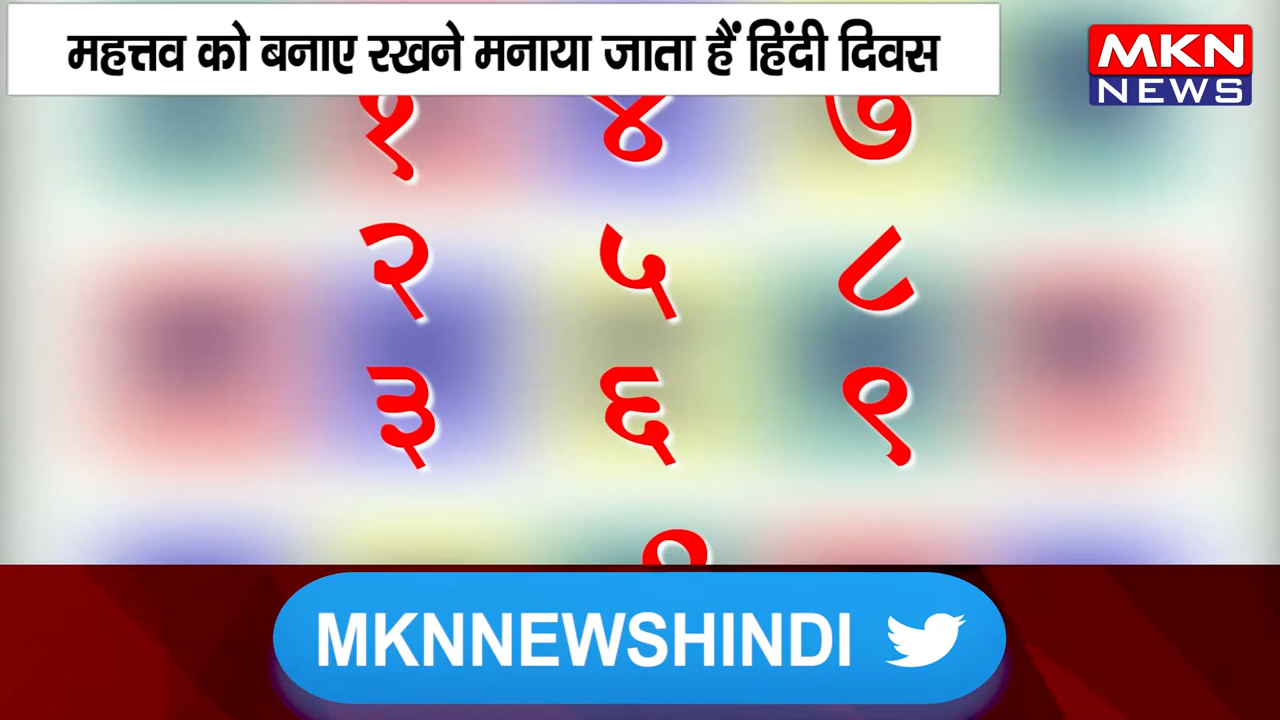 महत्तव को बनाए रखने मनाया जाता हैं हिंदी दिवस
MKN
NEWS
१ ४ ७
२ ५ ८
३ ६ ९
MKNNEWSHINDI